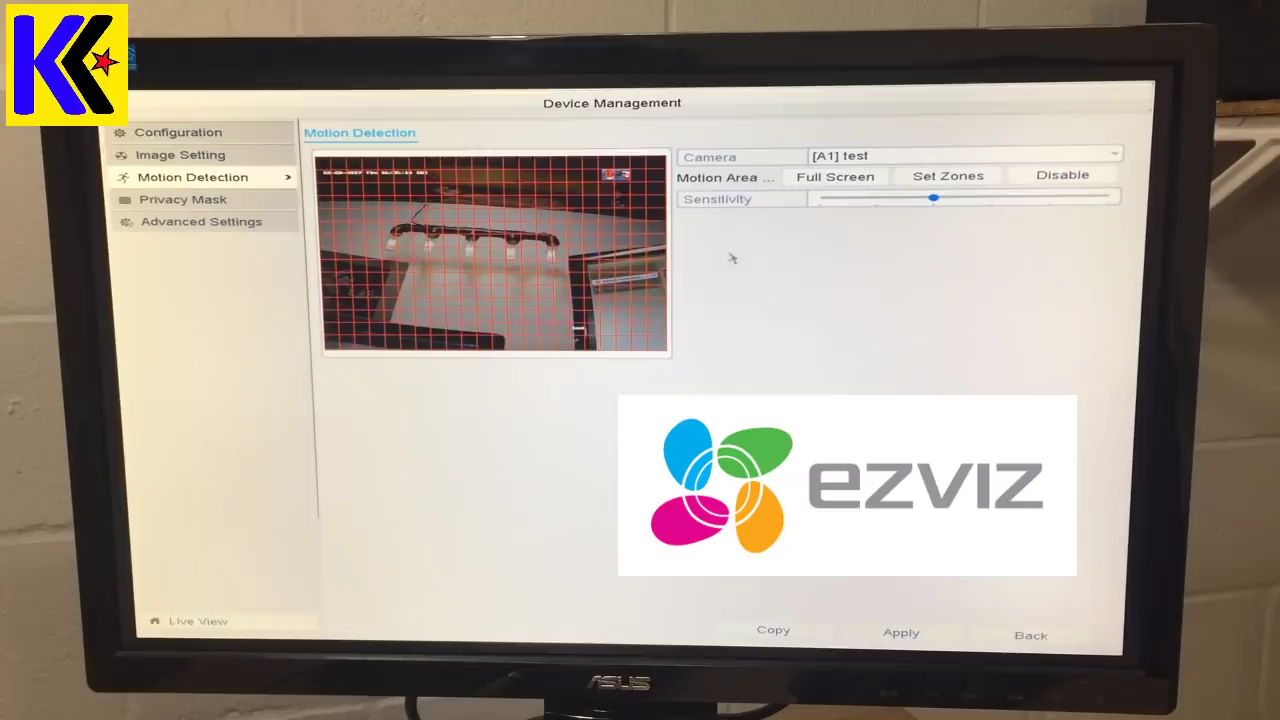 KK
Device Management
Configuration
Image Setting
Motion Detection >
Privacy Mask
Advanced Settings
Live View
Motion Detection
Camera [A1] test
Motion Area ... Full Screen Set Zones Disable
Sensitivity
ezviz
Copy Apply Back
ASUS